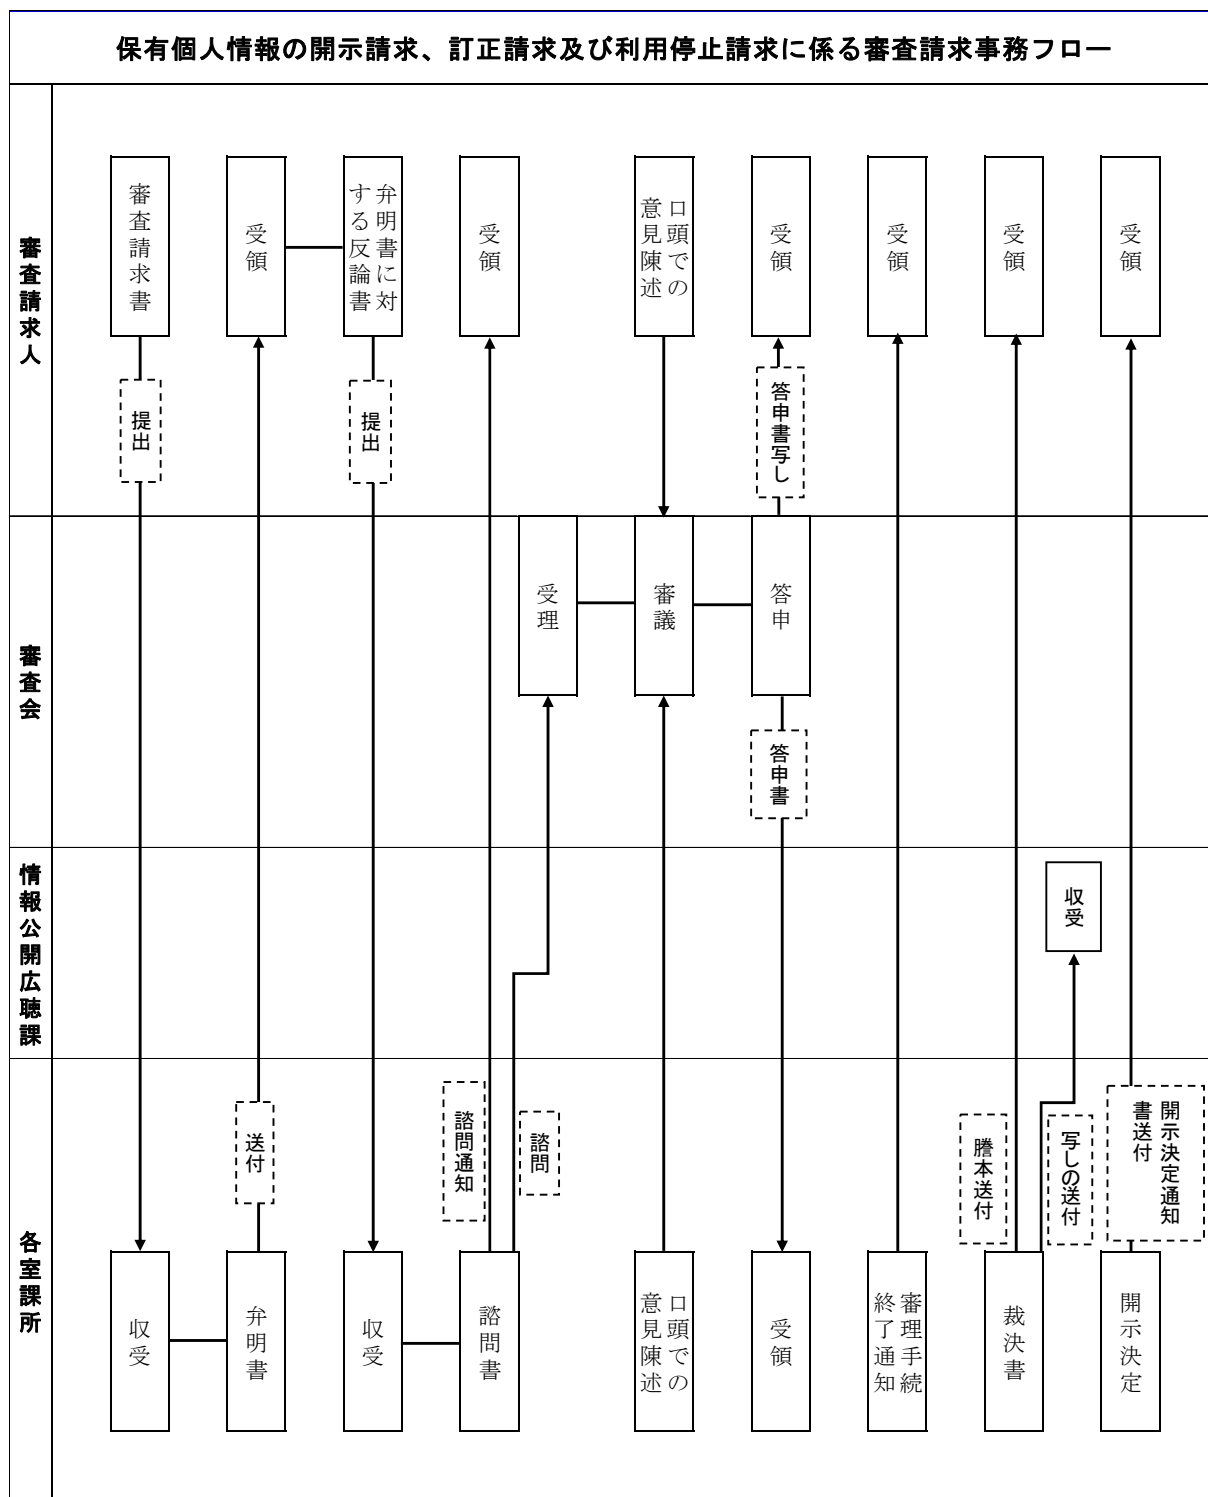 保有個人情報の開示請求、訂正請求及び利用停止請求に係る審査請求事務フロー
審査請求人
審査請求書
受領
弁明書に対
する反論書
受領
口頭での
意見陳述
受領
受領
受領
受領
提出
提出
答申書写し
審査会
受理
審議
答申
答申書
情報公開広聴課
収受
各室課所
送付
諮問通知
諮問
謄本送付
写しの送付
開示決定通知
書送付
収受
弁明書
収受
諮問書
口頭での
意見陳述
受領
審理手続
終了通知
裁決書
開示決定